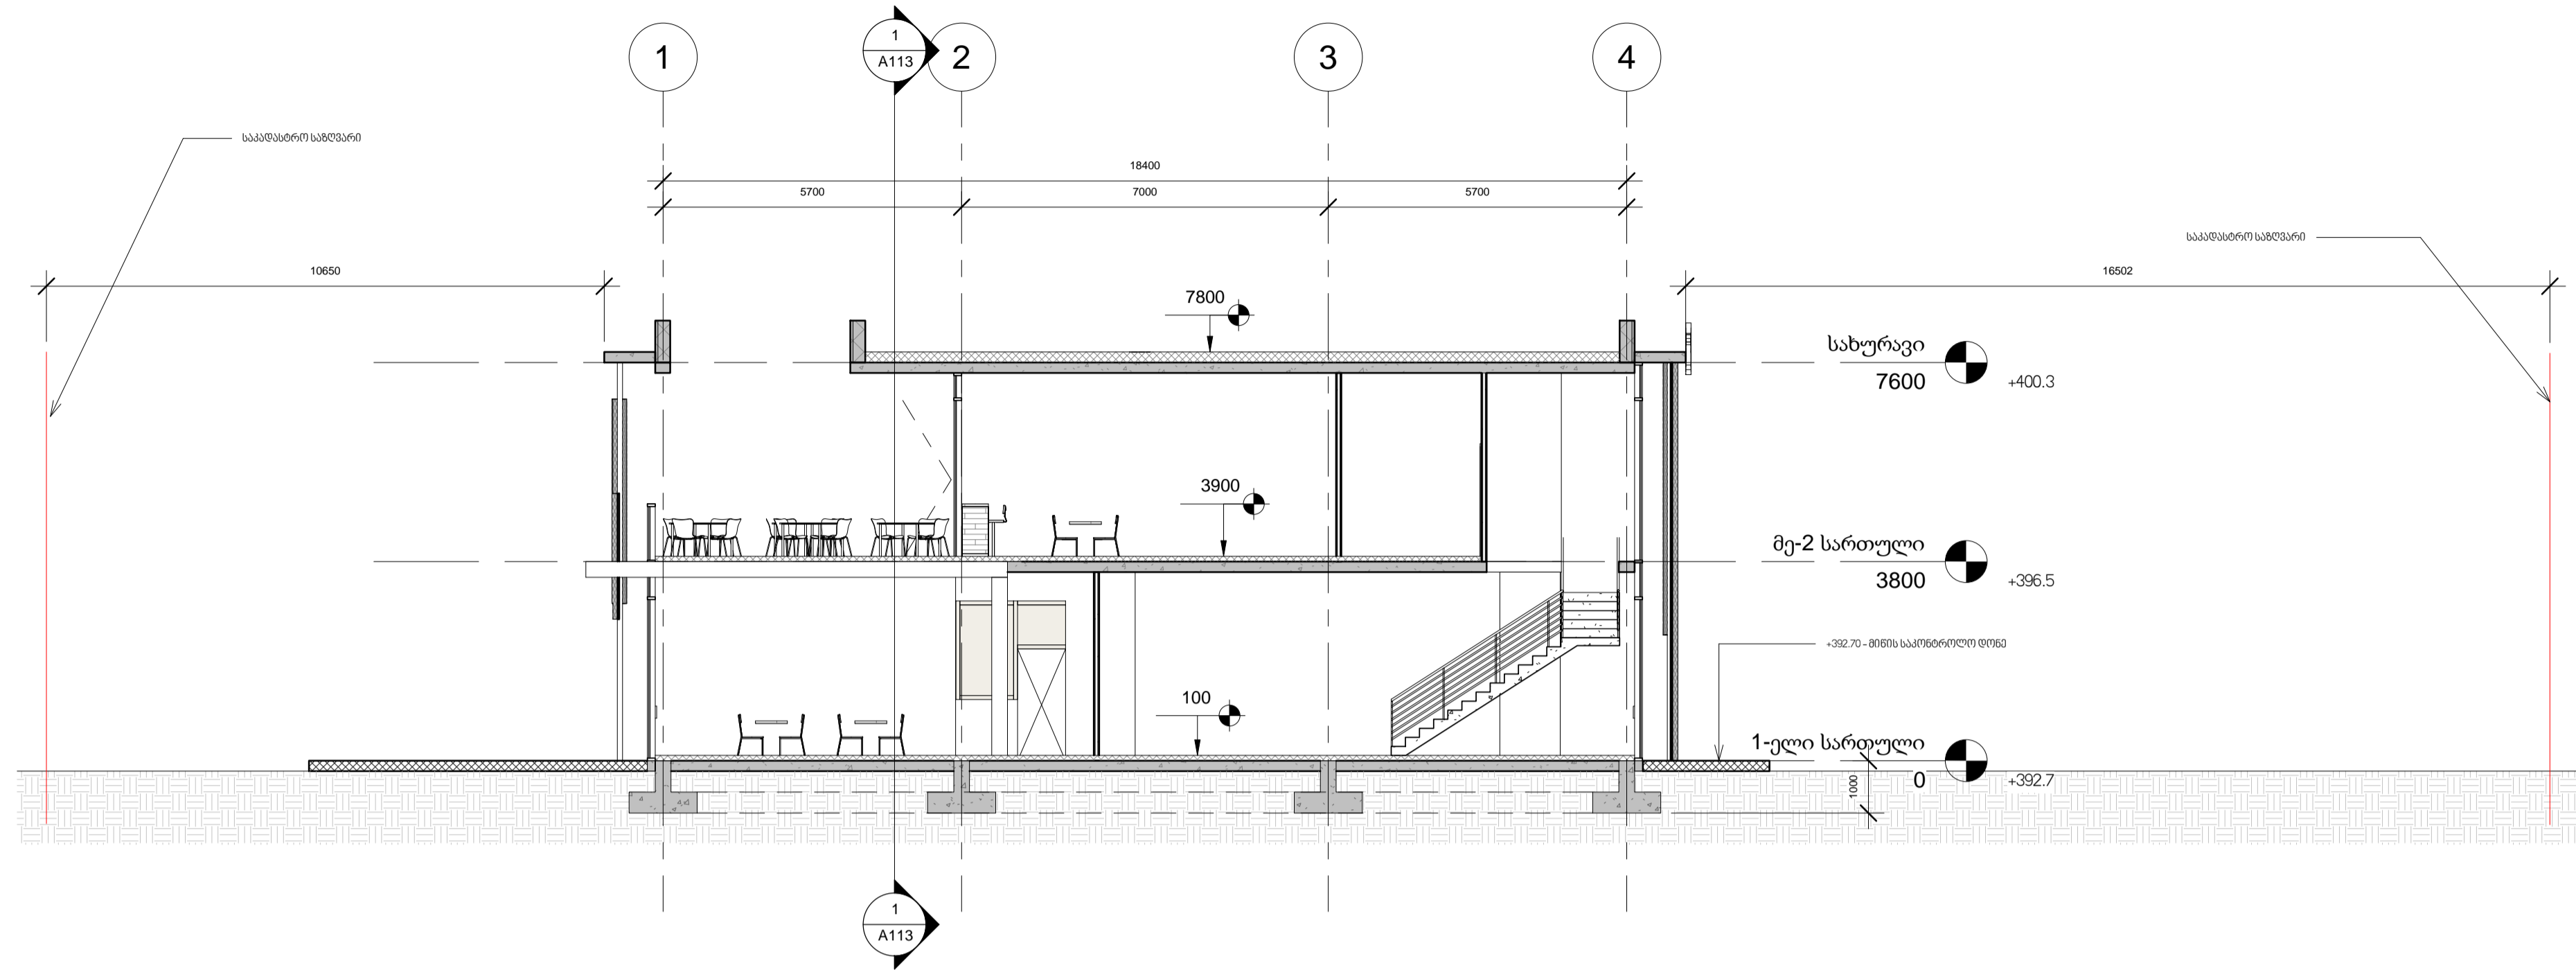 1
1
A113
2
3
4
საკადასტრო საზღვარი
18400
5700
7000
5700
საკადასტრო საზღვარი
10650
16502
7800
სახურავი
7600
+400.3
3900
მე-2 სართული
3800
+396.5
+392.70 - მიწის საკონტროლო დონე
100
1-ელი სართული
0
+392.7
1000
1
A113